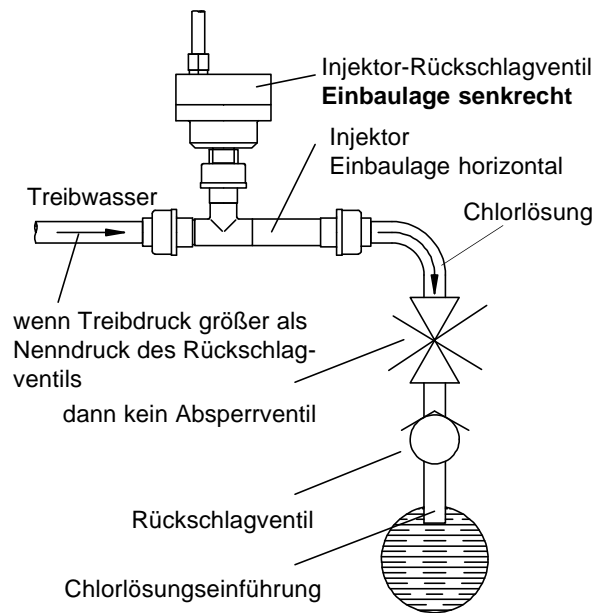 Injektor-Rückschlagventil
Einbaulage senkrecht
Injektor
Einbaulage horizontal
Treibwasser
Chlorlösung
wenn Treibdruck größer als
Nenndruck des Rückschlag-
ventils
dann kein Absperrventil
Rückschlagventil
Chlorlösungseinführung